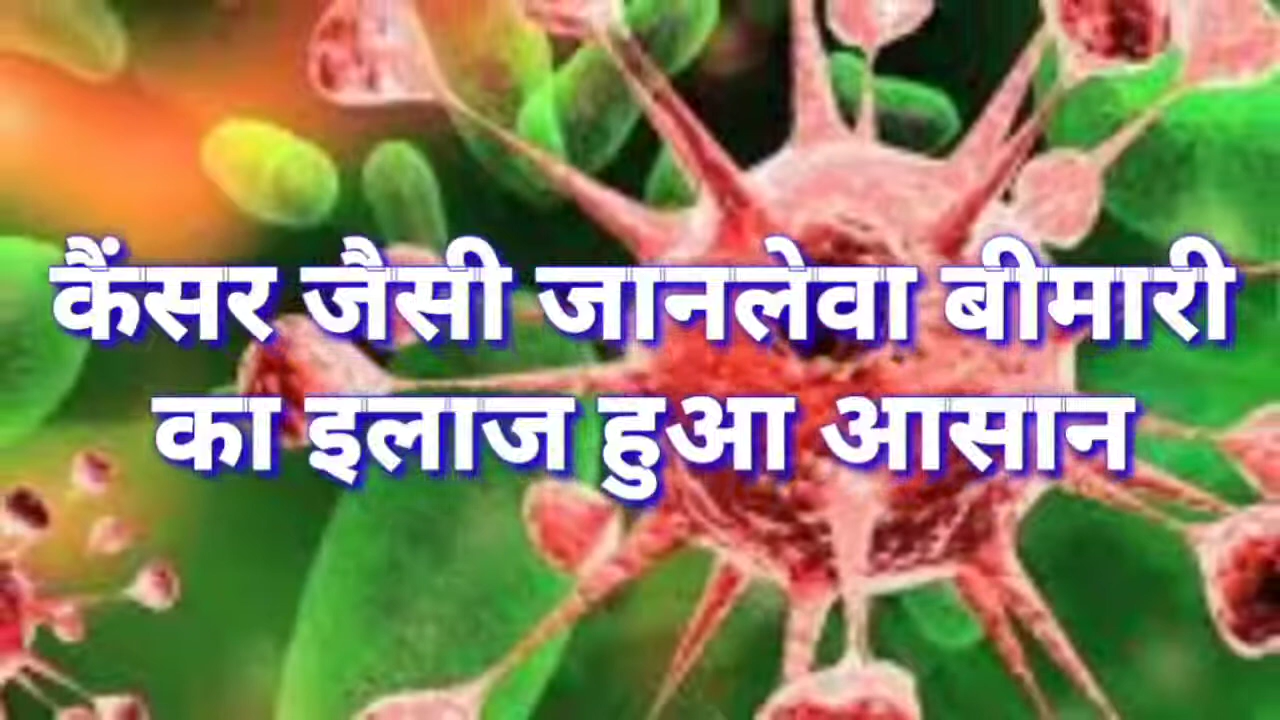 कैंसर जैसी जानलेवा बीमारी
का इलाज हुआ आसान